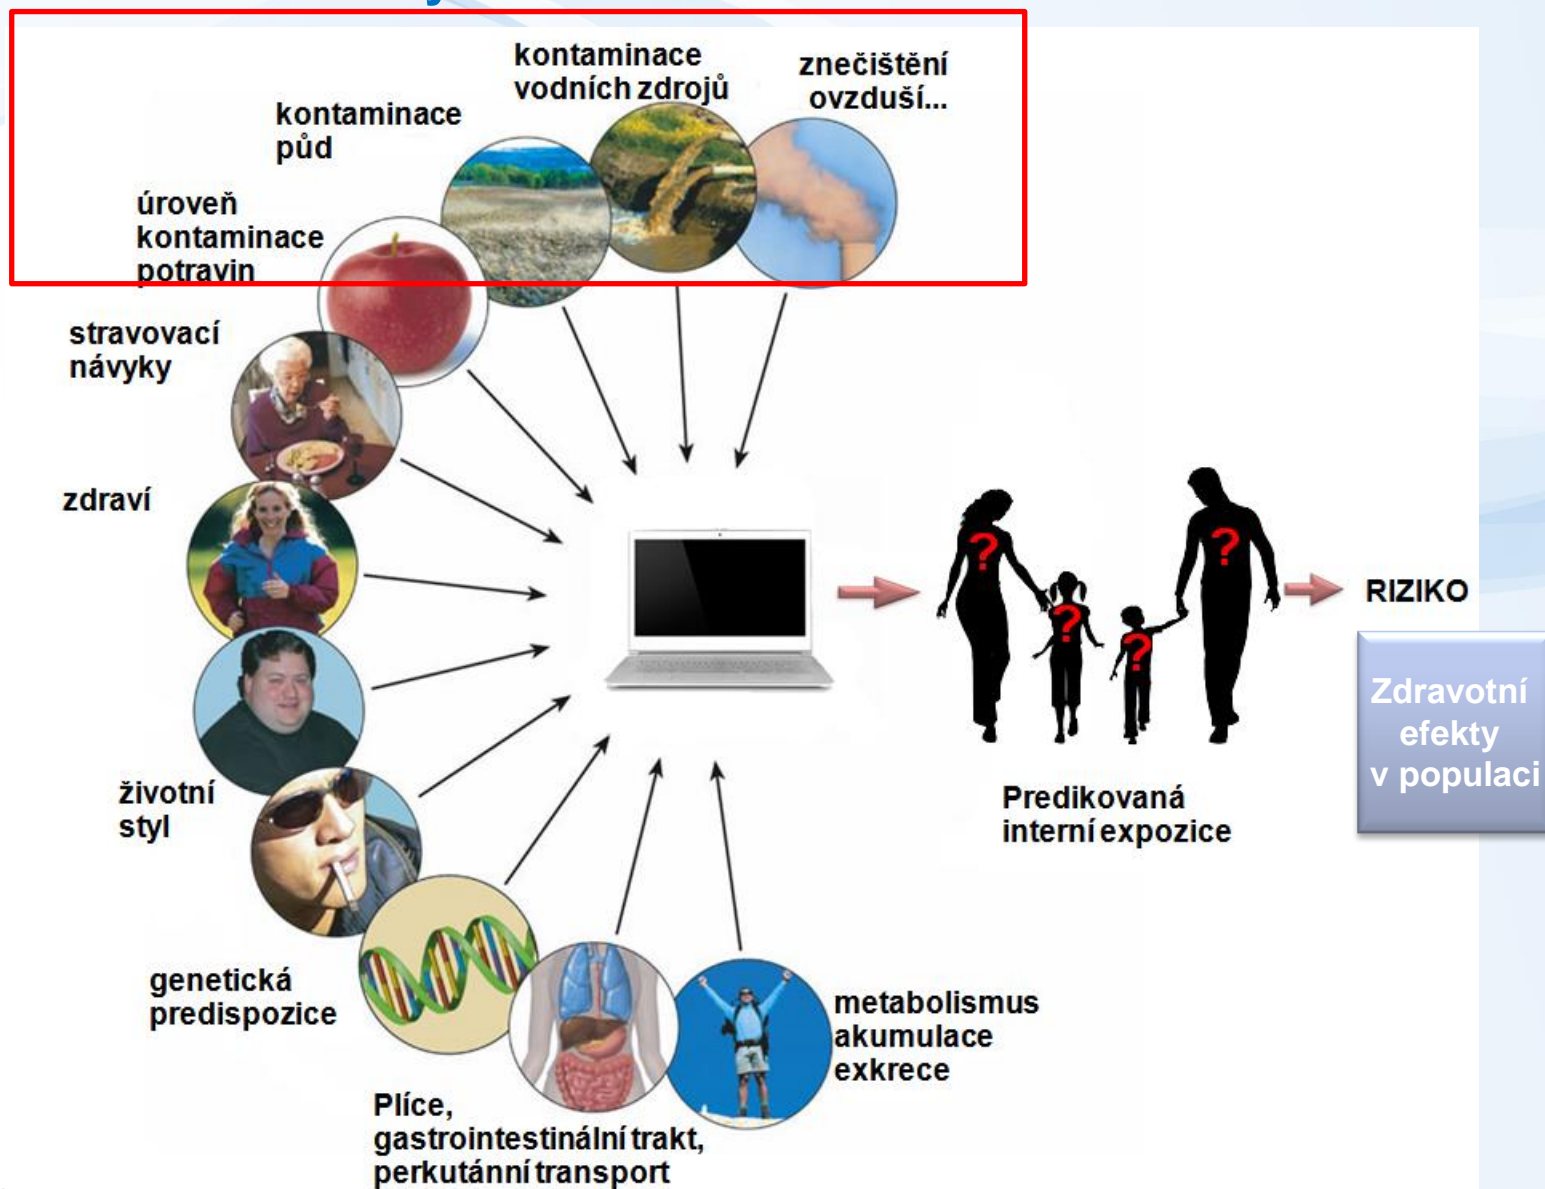 kontaminace
vodních zdrojů
znečištění
ovzduší...
kontaminace
půd
úroveň
kontaminace
potravin
stravovací
návyky
zdraví
životní
styl
genetická
predispozice
Plíce,
gastrointestinální trakt,
perkutánní transport
metabolismus
akumulace
exkrece
?
?
?
?
Predikovaná
interní expozice
RIZIKO
Zdravotní
efekty
v populaci